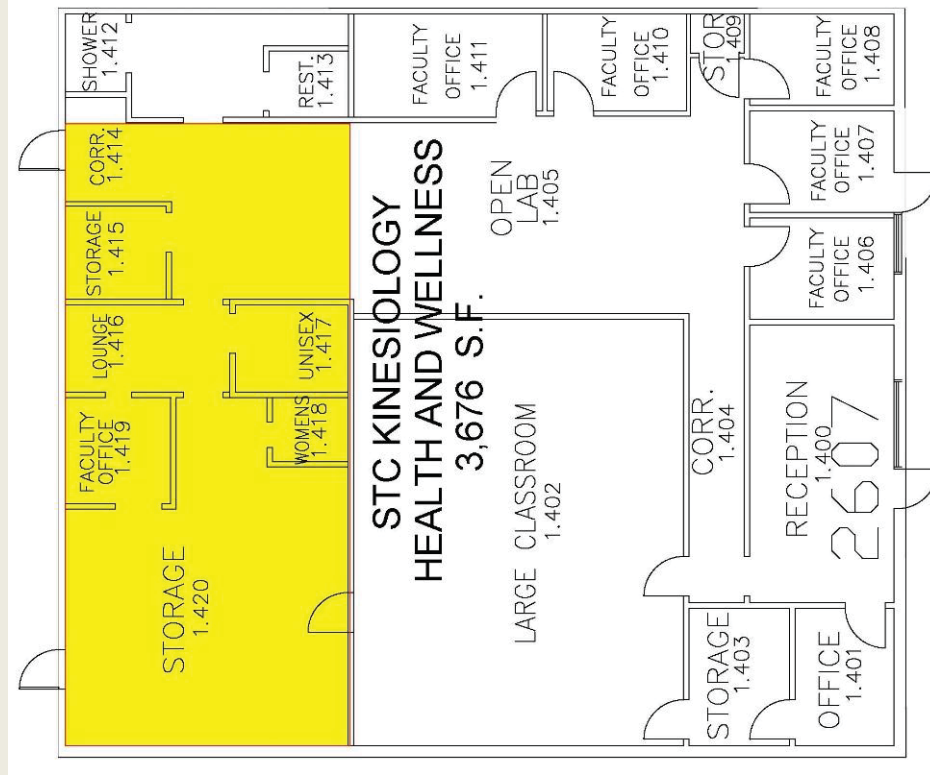 SHOWER
1.412
REST.
1.413
FACULTY
OFFICE
1.411
FACULTY
OFFICE
1.410
STOR.
1.409
FACULTY
OFFICE
1.408
CORR.
1.414
STORAGE
1.415
LOUNGE
1.416
UNISEX
1.417
FACULTY
OFFICE
1.419
WOMENS
1.418
STORAGE
1.420
STC KINESIOLOGY
HEALTH AND WELLNESS
3,676 S.F.
OPEN
LAB
1.405
FACULTY
OFFICE
1.407
FACULTY
OFFICE
1.406
LARGE CLASSROOM
1.402
CORR.
1.404
RECEPTION
1.400
2607
STORAGE
1.403
OFFICE
1.401